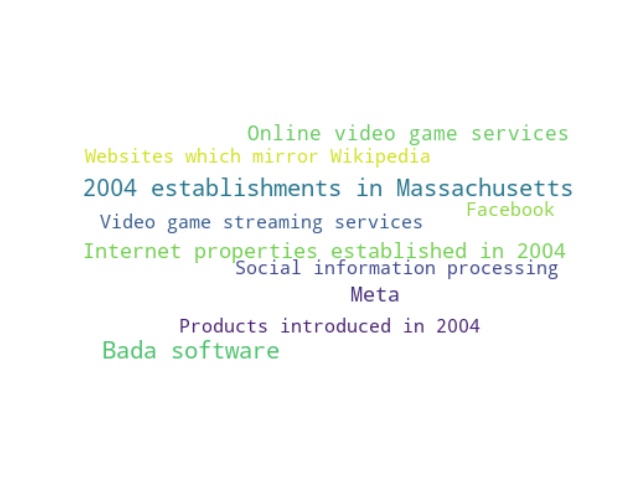 Online video game services
Websites which mirror Wikipedia
2004 establishments in Massachusetts
Facebook
Video game streaming services
Internet properties established in 2004
Social information processing
Meta
Products introduced in 2004
Bada software